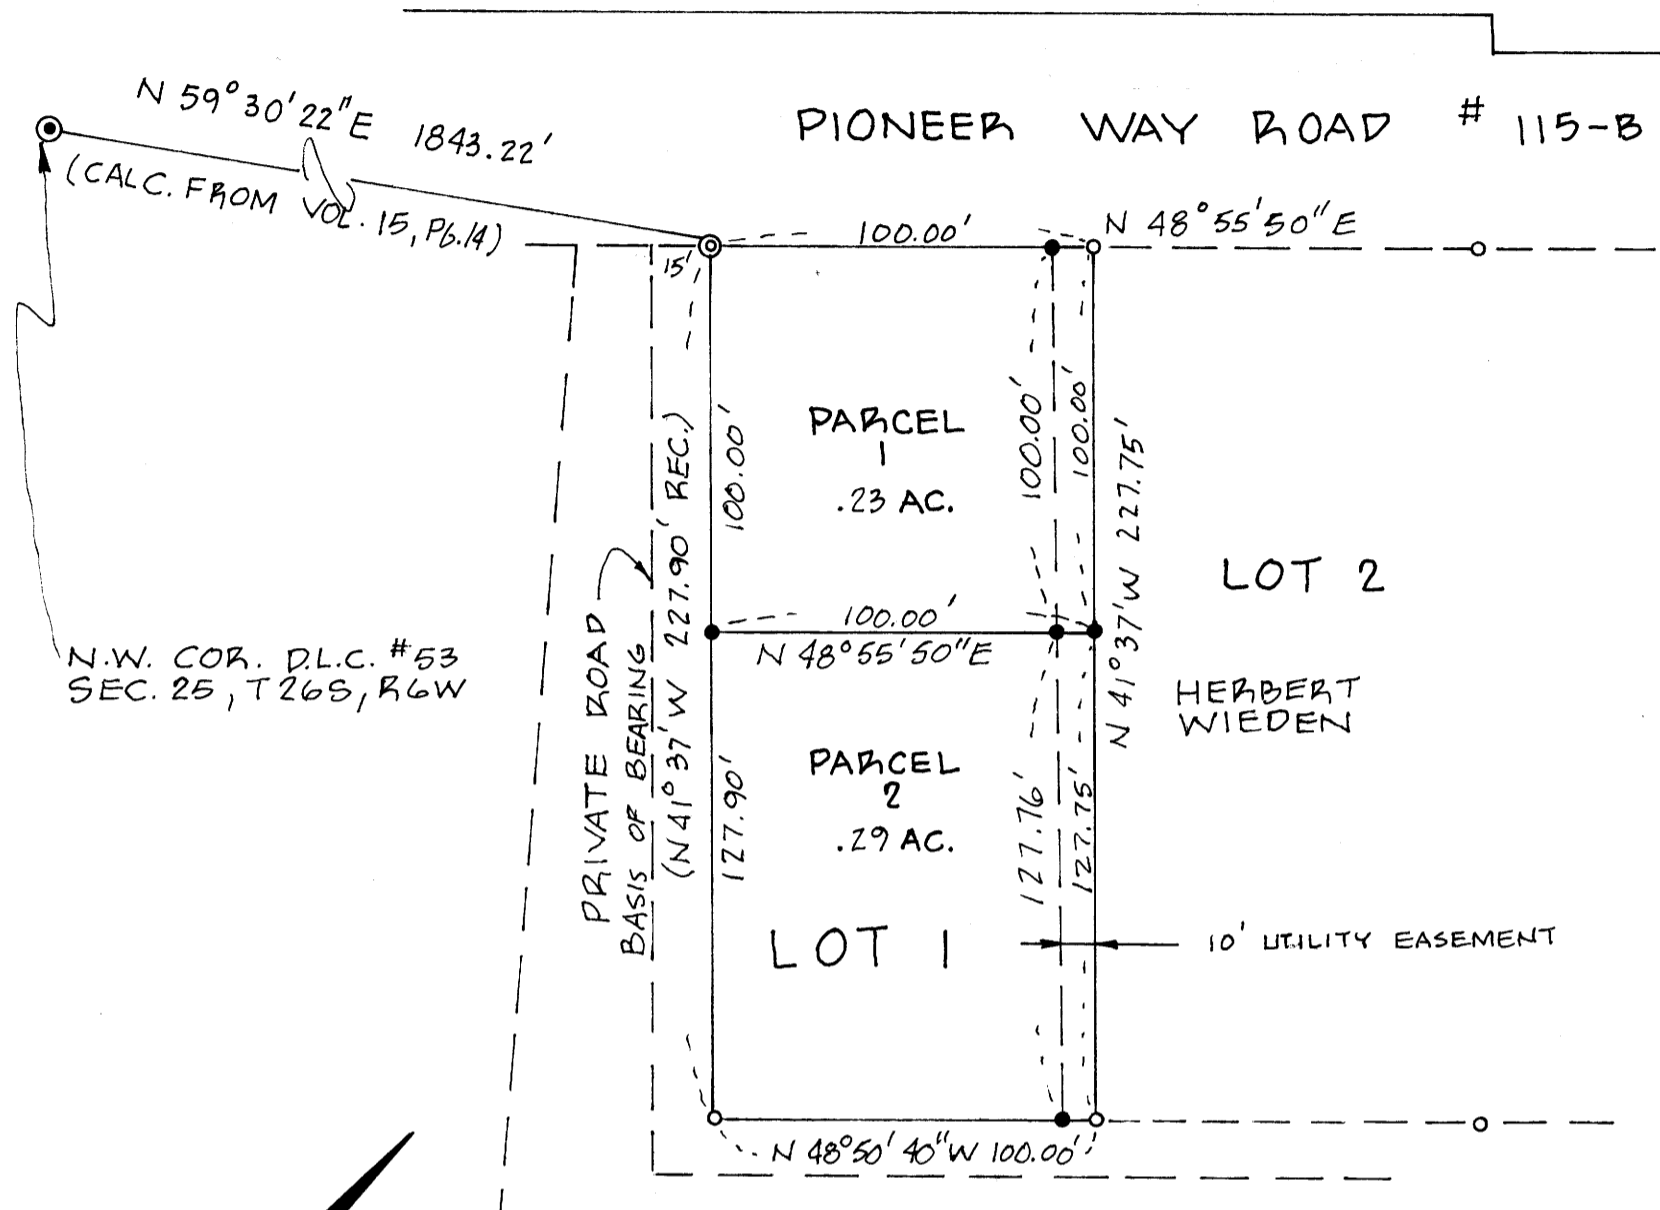 N 59°30'22"E 1843.22'
(CALC. FROM VOL. 15, PG.14)
PIONEER WAY ROAD # 115-B
100.00'
N 48°55'50"E
15'
PARCEL
1
.23 AC.
100.00'
100.00'
100.00'
N 41°37'W 227.75'
(N 41°37'W 227.90' REC.)
PRIVATE ROAD
BASIS OF BEARING
100.00'
N 48°55'50"E
LOT 2
HERBERT
WIEDEN
N.W. COR. D.L.C. #53
SEC. 25, T 26S, R6W
PARCEL
2
.29 AC.
127.90'
127.76'
127.75'
LOT 1
10' UTILITY EASEMENT
N 48°50'40"W 100.00'